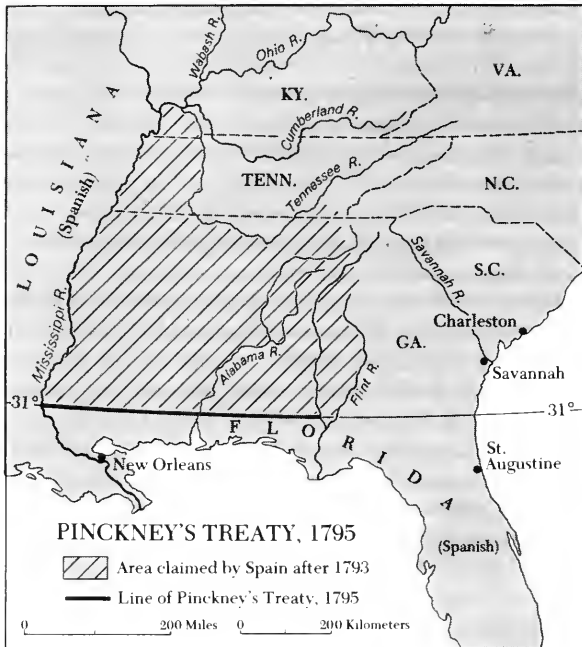 Wabash R.
Ohio R.
VA.
KY.
Cumberland R.
LOUISIANA
(Spanish)
TENN.
Tennessee R.
N.C.
Savannah R.
S.C.
Mississippi R.
Charleston
GA.
Alabama R.
Flint R.
Savannah
31°
31°
FLORIDA
New Orleans
St.
Augustine
(Spanish)
PINCKNEY'S TREATY, 1795
Area claimed by Spain after 1793
Line of Pinckney's Treaty, 1795
0 200 Miles 0 200 Kilometers